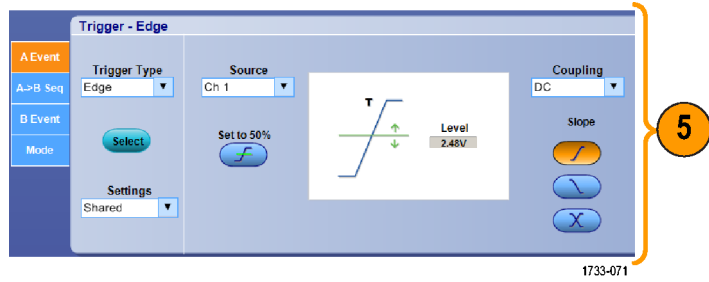 Trigger - Edge
A Event
A->B Seq
B Event
Mode
Trigger Type
Edge
Select
Settings
Shared
Source
Ch 1
Set to 50%
T
Level
2.48V
Coupling
DC
Slope
5
1733-071